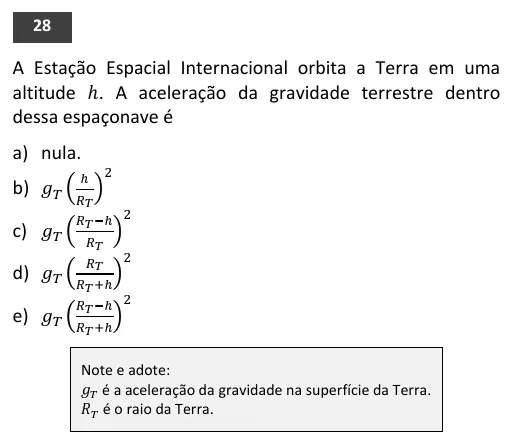 28
A Estação Espacial Internacional orbita a Terra em uma
altitude h. A aceleração da gravidade terrestre dentro
dessa espaçonave é
a) nula.
b) g_T (h/R_T)^2
c) g_T ((R_T−h)/R_T)^2
d) g_T (R_T/(R_T+h))^2
e) g_T ((R_T−h)/(R_T+h))^2
Note e adote:
g_T é a aceleração da gravidade na superfície da Terra.
R_T é o raio da Terra.